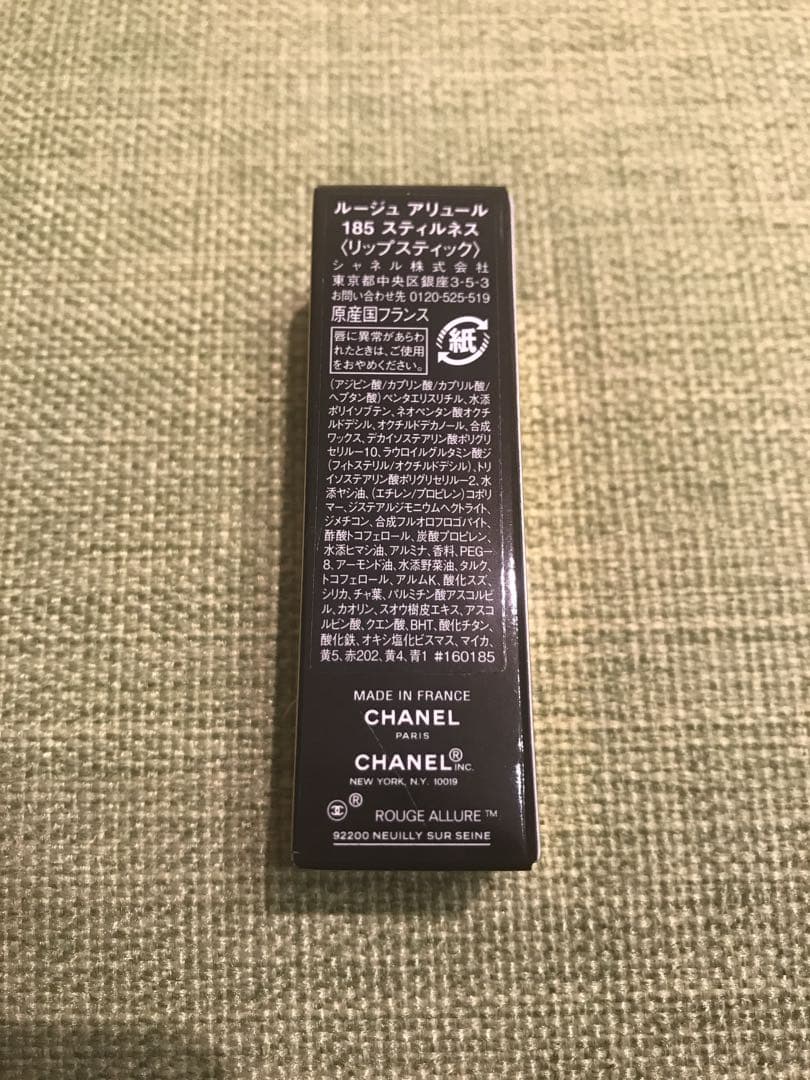 ルージュ アリュール
185 スティルネス
〈リップスティック〉
シャネル株式会社
東京都中央区銀座3-5-3
お問い合わせ先 0120-525-519
原産国フランス
唇に異常があらわ
れたときは、ご使用
をおやめください。
紙
(アジピン酸/カプリン酸/カプリル酸/
ヘプタン酸)ペンタエリスリチル、水添
ポリイソブテン、ネオペンタン酸オクチ
ルドデシル、オクチルドデカノール、合成
ワックス、デカイソステアリン酸ポリグリ
セリル-10、ラウロイルグルタミン酸ジ
(フィトステリル/オクチルドデシル)、トリ
イソステアリン酸ポリグリセリル-2、水
添ヤシ油、(エチレン/プロピレン)コポリ
マー、ジステアルジモニウムヘクトライト、
ジメチコン、合成フルオロフロゴパイト、
酢酸トコフェロール、炭酸プロピレン、
水添ヒマシ油、アルミナ、香料、PEG-
8、アーモンド油、水添野菜油、タルク、
トコフェロール、アルムK、酸化スズ、
シリカ、チャ葉、パルミチン酸アスコルビ
ル、カオリン、スオウ樹皮エキス、アスコ
ルビン酸、クエン酸、BHT、酸化チタン、
酸化鉄、オキシ塩化ビスマス、マイカ、
黄5、赤202、黄4、青1 #160185
MADE IN FRANCE
CHANEL
PARIS
CHANEL® INC.
NEW YORK, N.Y. 10019
® ROUGE ALLURE ™
92200 NEUILLY SUR SEINE